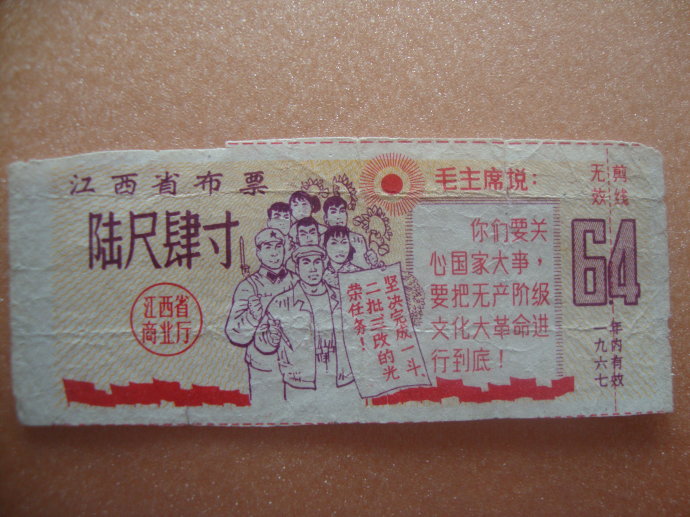 江西省布票
陆尺肆寸
江西省
商业厅
坚决完成一斗
二批三改的光
荣任务！
毛主席说：
你们要关
心国家大事，
要把无产阶级
文化大革命进
行到底！
剪线
无效
6.4
一九六七
年内有效